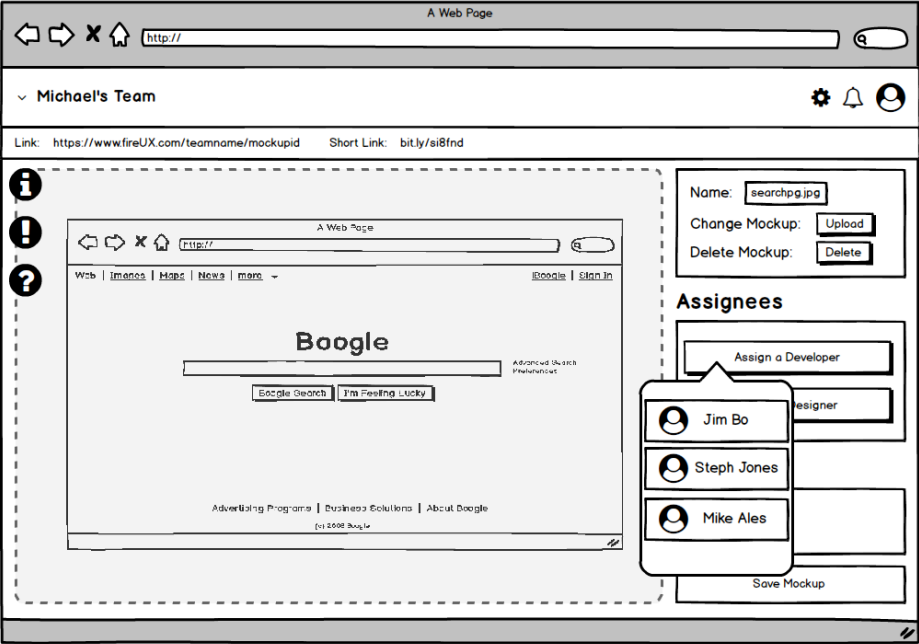 A Web Page
http://
Michael's Team
Link: https://www.fireUX.com/teamname/mockupid Short Link: bit.ly/si8fnd
A Web Page
http://
Web | Images | Maps | News | more
iBoogle | Sign In
Boogle
Advanced Search
Preferences
Boogle Search
I'm Feeling Lucky
Advertising Programs | Business Solutions | About Boogle
(c) 2008 Boogle
Name: searchpg.jpg
Change Mockup: Upload
Delete Mockup: Delete
Assignees
Assign a Developer
Designer
Jim Bo
Steph Jones
Mike Ales
Save Mockup